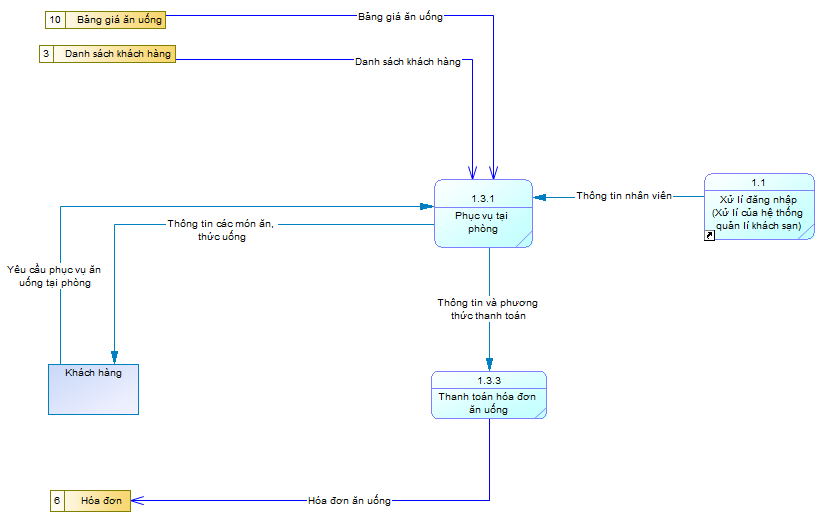 10 Bảng giá ăn uống
Bảng giá ăn uống
3 Danh sách khách hàng
Danh sách khách hàng
1.3.1
Phục vụ tại
phòng
Thông tin nhân viên
1.1
Xử lí đăng nhập
(Xử lí của hệ thống
quản lí khách sạn)
Thông tin các món ăn,
thức uống
Yêu cầu phục vụ ăn
uống tại phòng
Thông tin và phương
thức thanh toán
Khách hàng
1.3.3
Thanh toán hóa đơn
ăn uống
6 Hóa đơn
Hóa đơn ăn uống